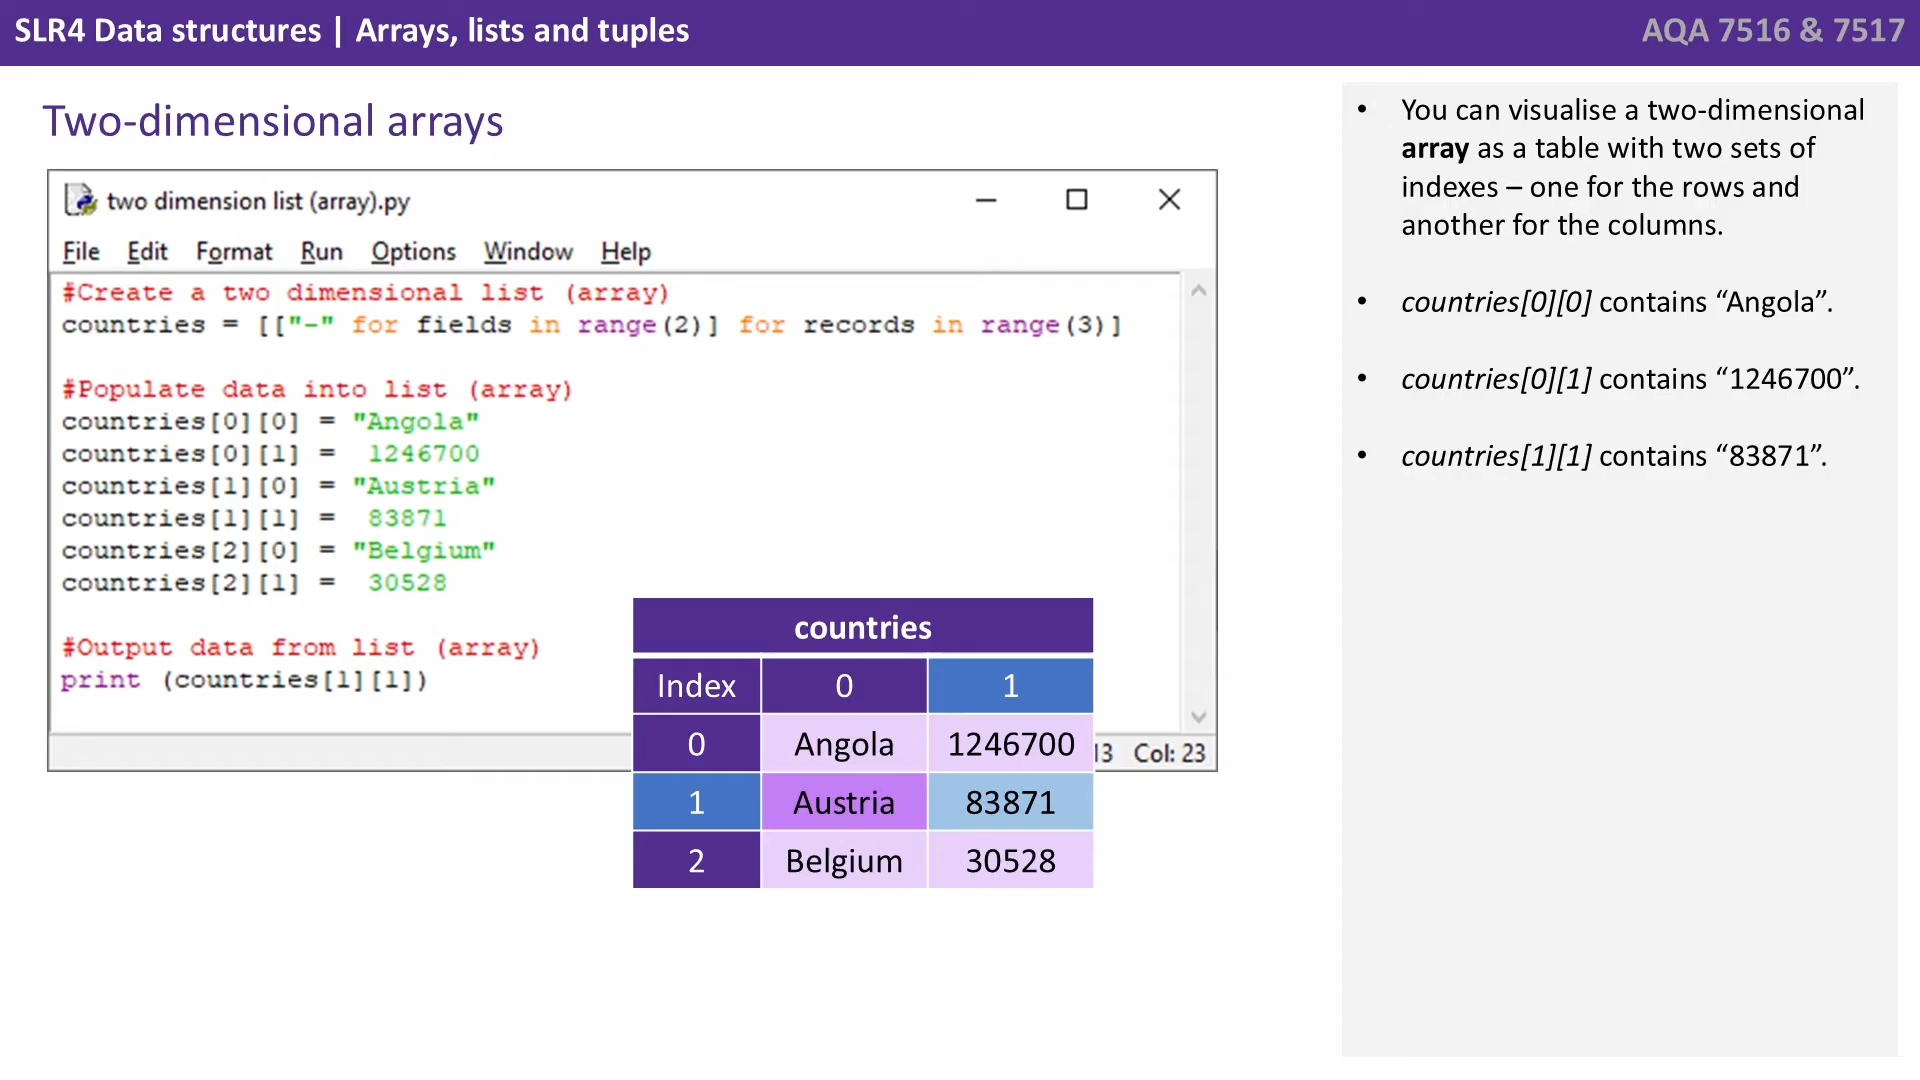 SLR4 Data structures | Arrays, lists and tuples
AQA 7516 & 7517
Two-dimensional arrays
two dimension list (array).py
File Edit Format Run Options Window Help
#Create a two dimensional list (array)
countries = [["-" for fields in range(2)] for records in range(3)]
#Populate data into list (array)
countries[0][0] = "Angola"
countries[0][1] =  1246700
countries[1][0] = "Austria"
countries[1][1] =  83871
countries[2][0] = "Belgium"
countries[2][1] =  30528
#Output data from list (array)
print (countries[1][1])
13 Col: 23
countries
Index 0 1
0 Angola 1246700
1 Austria 83871
2 Belgium 30528
• You can visualise a two-dimensional
array as a table with two sets of
indexes – one for the rows and
another for the columns.
• countries[0][0] contains “Angola”.
• countries[0][1] contains “1246700”.
• countries[1][1] contains “83871”.